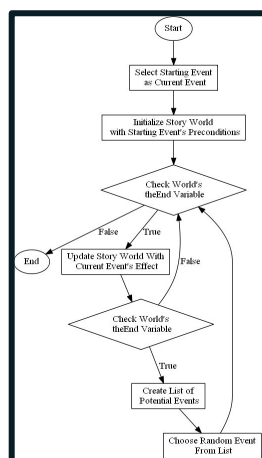 Start
Select Starting Event
as Current Event
Initialize Story World
with Starting Event's Preconditions
Check World's
theEnd Variable
False
True
End
Update Story World With
Current Event's Effect
False
Check World's
theEnd Variable
True
Create List of
Potential Events
Choose Random Event
From List